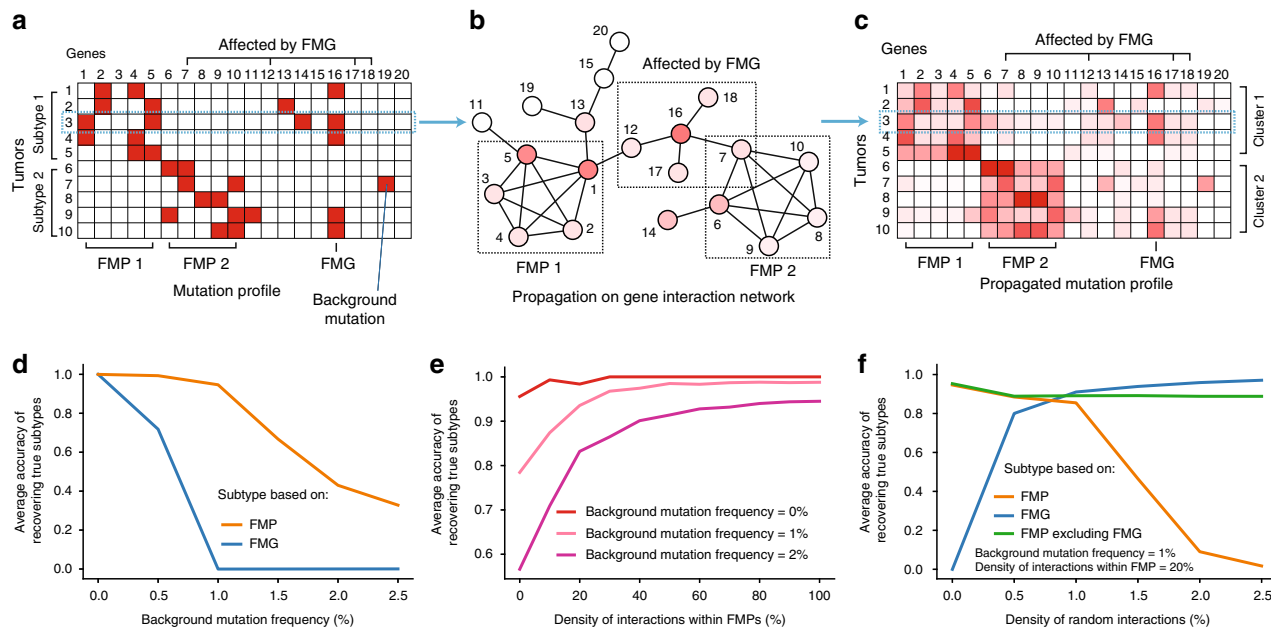 a
Affected by FMG
Genes
1 2 3 4 5 6 7 8 9 10 11 12 13 14 15 16 17 18 19 20
Tumors
Subtype 1
Subtype 2
1
2
3
4
5
6
7
8
9
10
FMP 1
FMP 2
FMG
Mutation profile
Background
mutation
b
20
15
19
13
11
Affected by FMG
18
16
12
17
5
1
3
4
2
FMP 1
7
10
6
14
8
9
FMP 2
Propagation on gene interaction network
c
Affected by FMG
Genes
1 2 3 4 5 6 7 8 9 10 11 12 13 14 15 16 17 18 19 20
Tumors
1
2
3
4
5
6
7
8
9
10
Cluster 1
Cluster 2
FMP 1
FMP 2
FMG
Propagated mutation profile
d
Average accuracy of
recovering true subtypes
1.0
0.8
0.6
0.4
0.2
0.0
Subtype based on:
FMP
FMG
0.0 0.5 1.0 1.5 2.0 2.5
Background mutation frequency (%)
e
Average accuracy of
recovering true subtypes
1.0
0.9
0.8
0.7
0.6
Background mutation frequency = 0%
Background mutation frequency = 1%
Background mutation frequency = 2%
0 20 40 60 80 100
Density of interactions within FMPs (%)
f
Average accuracy of
recovering true subtypes
1.0
0.8
0.6
0.4
0.2
0.0
Subtype based on:
FMP
FMG
FMP excluding FMG
Background mutation frequency = 1%
Density of interactions within FMP = 20%
0.0 0.5 1.0 1.5 2.0 2.5
Density of random interactions (%)